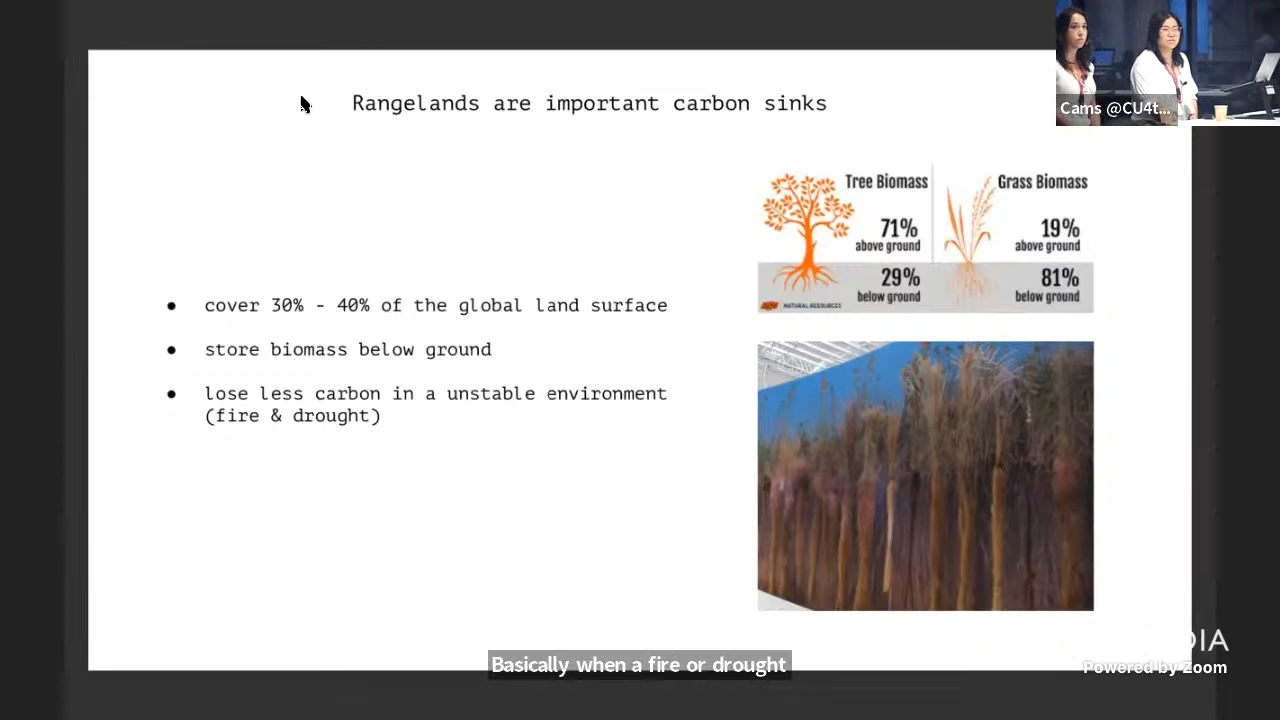 Cams @CU4t...
Rangelands are important carbon sinks
Tree Biomass
71%
above ground
29%
below ground
NATURAL RESOURCES
Grass Biomass
19%
above ground
81%
below ground
● cover 30% - 40% of the global land surface
● store biomass below ground
● lose less carbon in a unstable environment
(fire & drought)
Basically when a fire or drought
Powered by Zoom